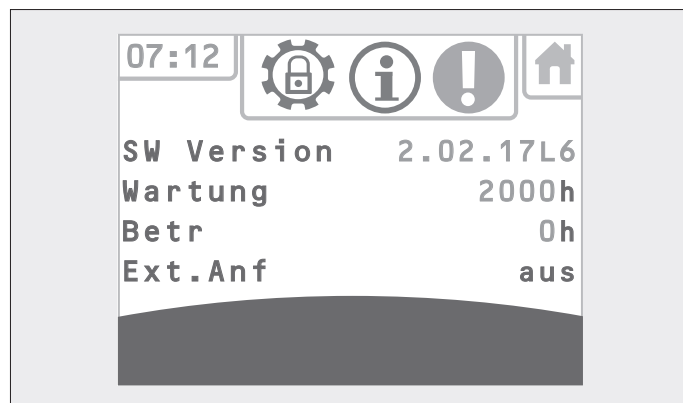 07:12
SW Version 2.02.17L6
Wartung 2000h
Betr 0h
Ext.Anf aus